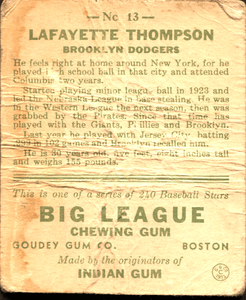 — No 13 —
LAFAYETTE THOMPSON
BROOKLYN DODGERS
He feels right at home around New York, for he
played high school ball in that city and attended
Columbia two years.
Started playing minor league ball in 1923 and
led the Nebraska League in base stealing. He was
in the Western League the next season, then was
grabbed by the Pirates. Since that time has
played with the Giants, Phillies and Brooklyn.
Last year he played with Jersey City, batting
in 102 games and Brooklyn recalled him.
He is years old, five feet, eight inches tall
and weighs 155 pounds.
This is one of a series of 240 Baseball Stars
BIG LEAGUE
CHEWING GUM
GOUDEY GUM CO. BOSTON
Made by the originators of
INDIAN GUM